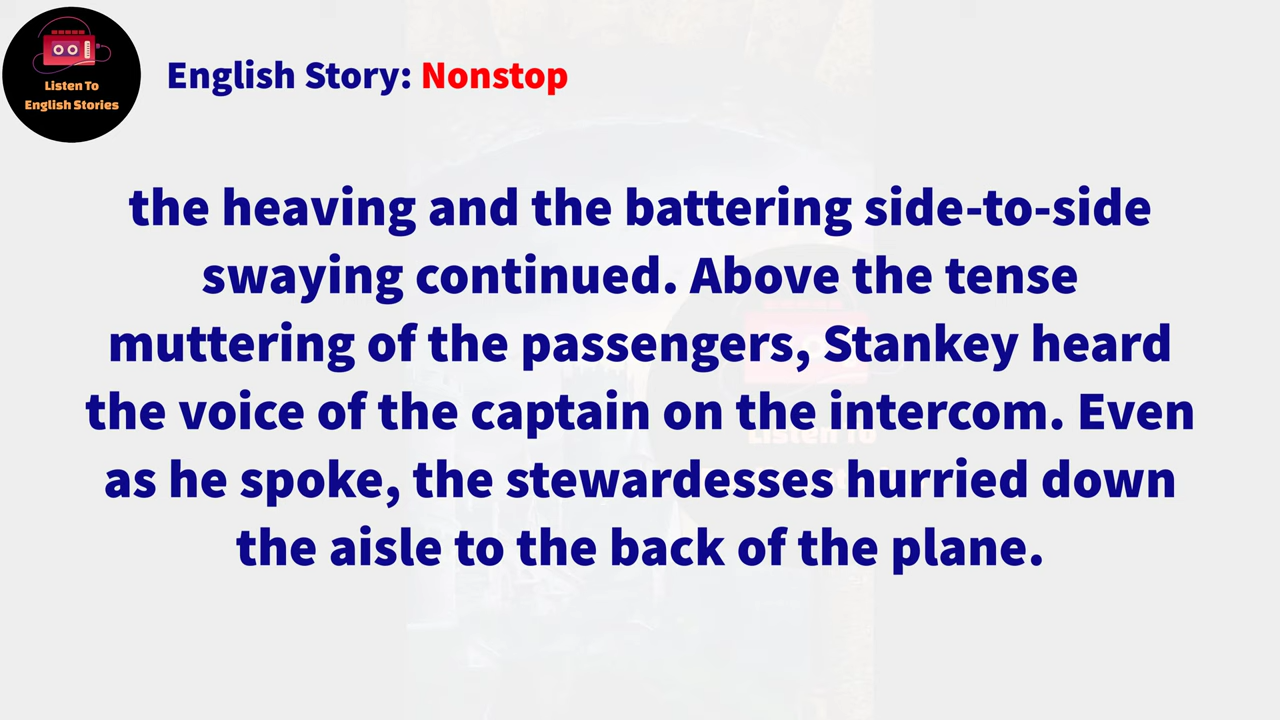 Listen To
English Stories
English Story: Nonstop
the heaving and the battering side-to-side
swaying continued. Above the tense
muttering of the passengers, Stankey heard
the voice of the captain on the intercom. Even
as he spoke, the stewardesses hurried down
the aisle to the back of the plane.
Listen To